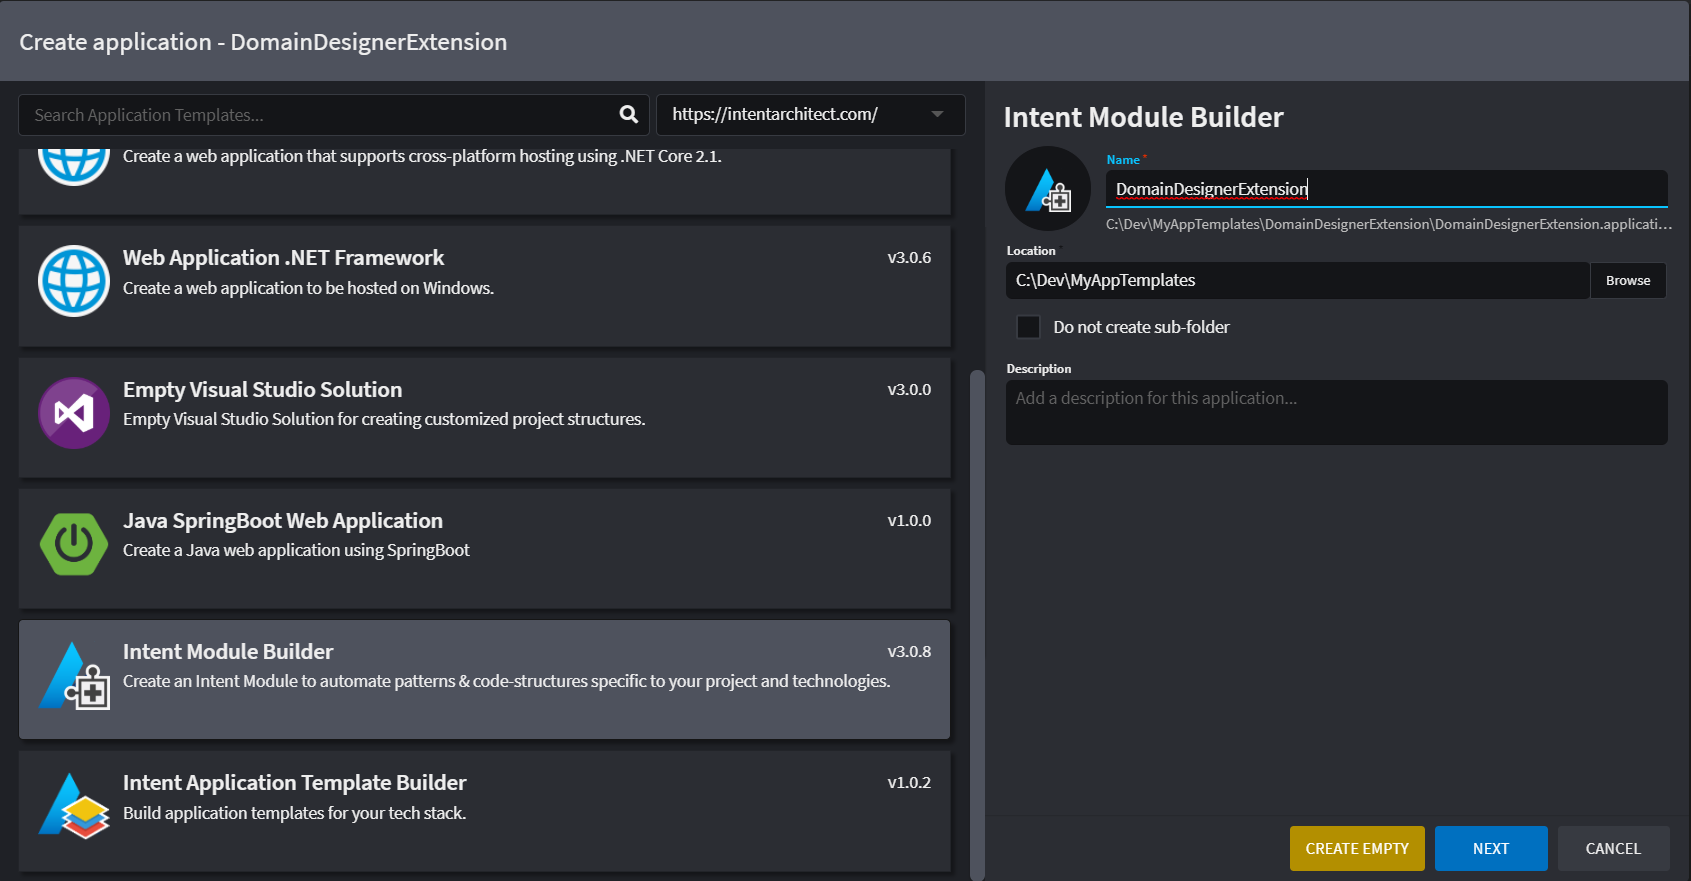 Create application - DomainDesignerExtension
Search Application Templates...
https://intentarchitect.com/
Create a web application that supports cross-platform hosting using .NET Core 2.1.
Web Application .NET Framework
v3.0.6
Create a web application to be hosted on Windows.
Empty Visual Studio Solution
v3.0.0
Empty Visual Studio Solution for creating customized project structures.
Java SpringBoot Web Application
v1.0.0
Create a Java web application using SpringBoot
Intent Module Builder
v3.0.8
Create an Intent Module to automate patterns & code-structures specific to your project and technologies.
Intent Application Template Builder
v1.0.2
Build application templates for your tech stack.
Intent Module Builder
Name *
DomainDesignerExtension
C:\Dev\MyAppTemplates\DomainDesignerExtension\DomainDesignerExtension.applicati...
Location
C:\Dev\MyAppTemplates
Browse
Do not create sub-folder
Description
Add a description for this application...
CREATE EMPTY
NEXT
CANCEL